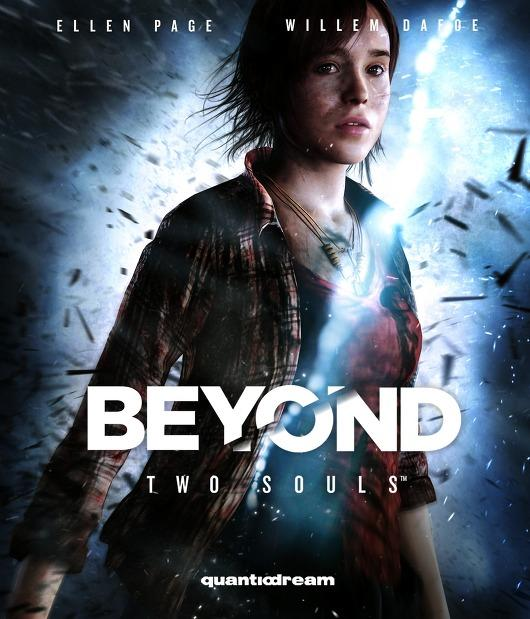 ELLEN PAGE WILLEM DAFOE
BEYOND
TWO SOULS™
quanticdream